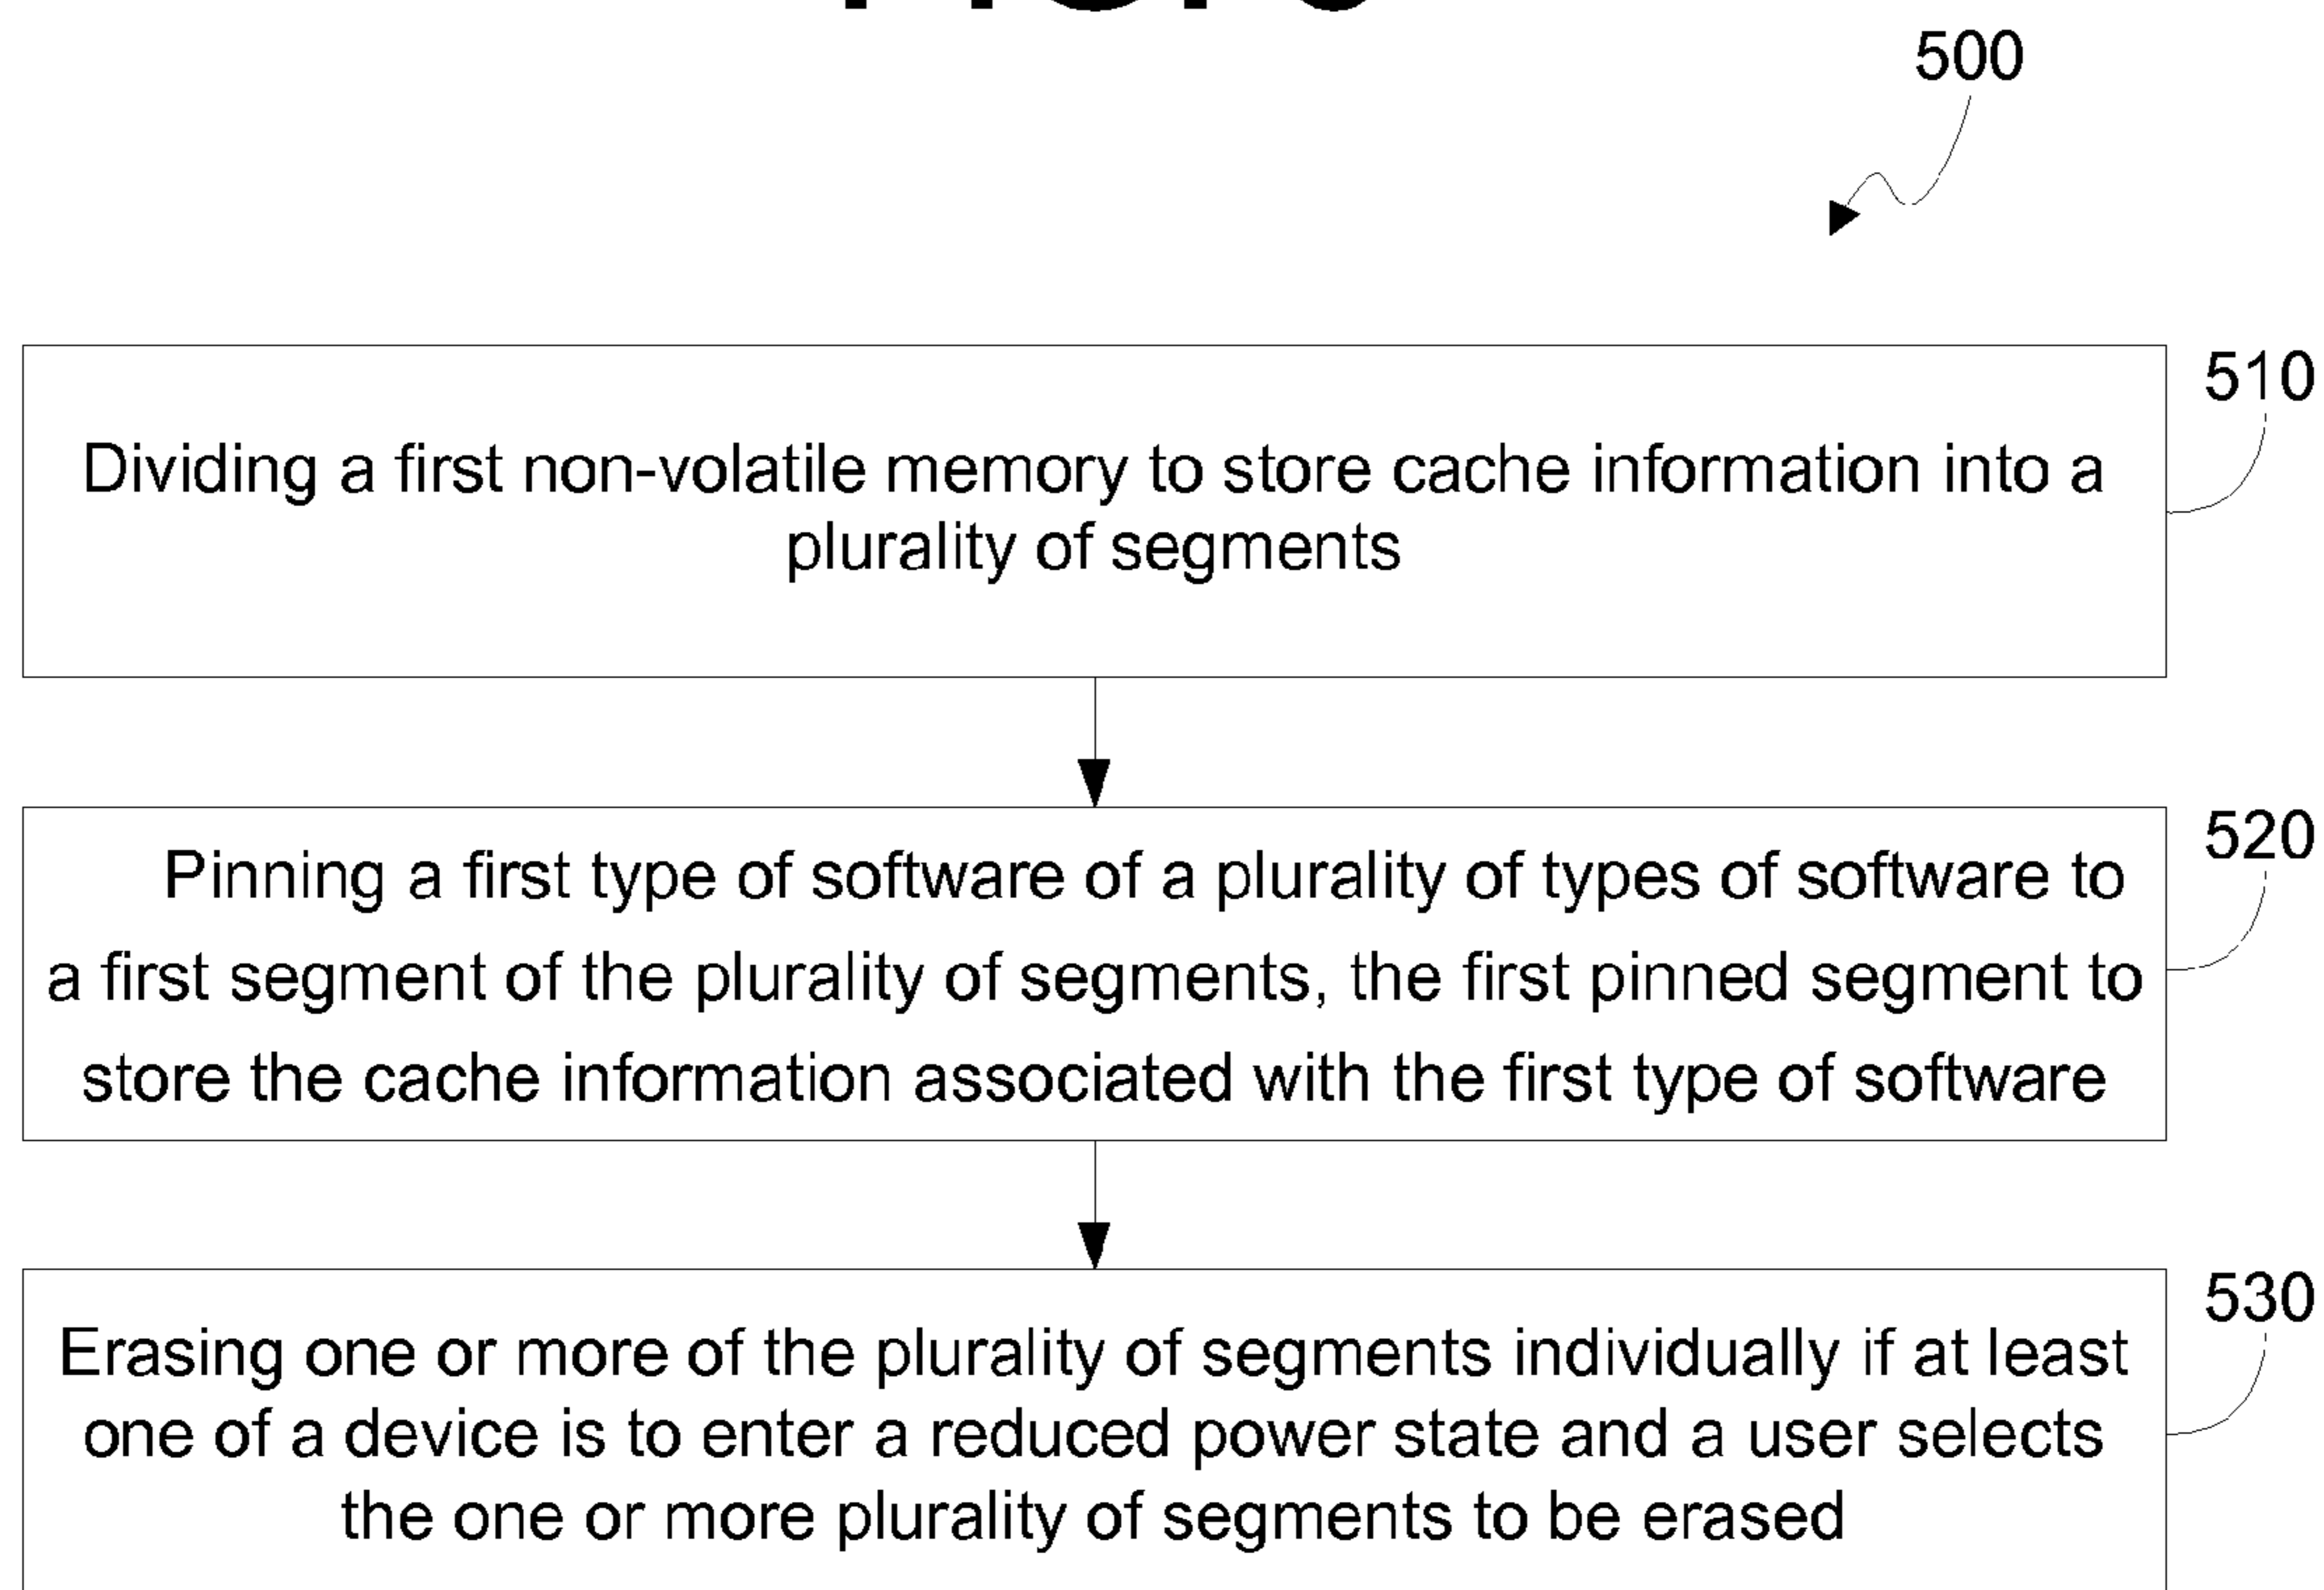 500
510
Dividing a first non-volatile memory to store cache information into a
plurality of segments
520
Pinning a first type of software of a plurality of types of software to
a first segment of the plurality of segments, the first pinned segment to
store the cache information associated with the first type of software
530
Erasing one or more of the plurality of segments individually if at least
one of a device is to enter a reduced power state and a user selects
the one or more plurality of segments to be erased